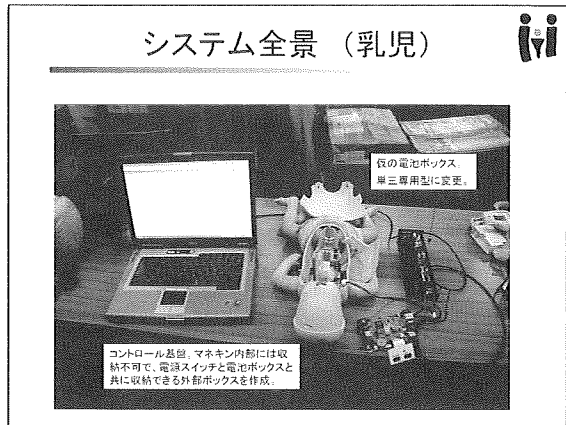 システム全景 （乳児）
仮の電池ボックス。
単三専用型に変更。
コントロール基盤。マネキン内部には収
納不可で、電源スイッチと電池ボックスと
共に収納できる外部ボックスを作成。